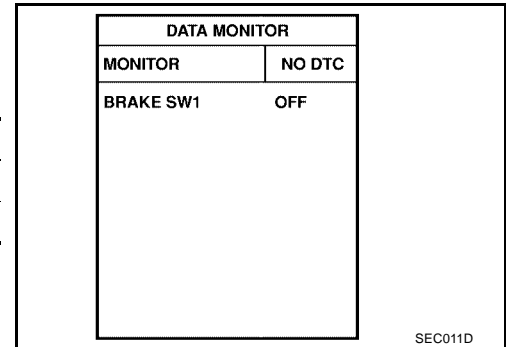 DATA MONITOR
MONITOR NO DTC
BRAKE SW1 OFF
SEC011D